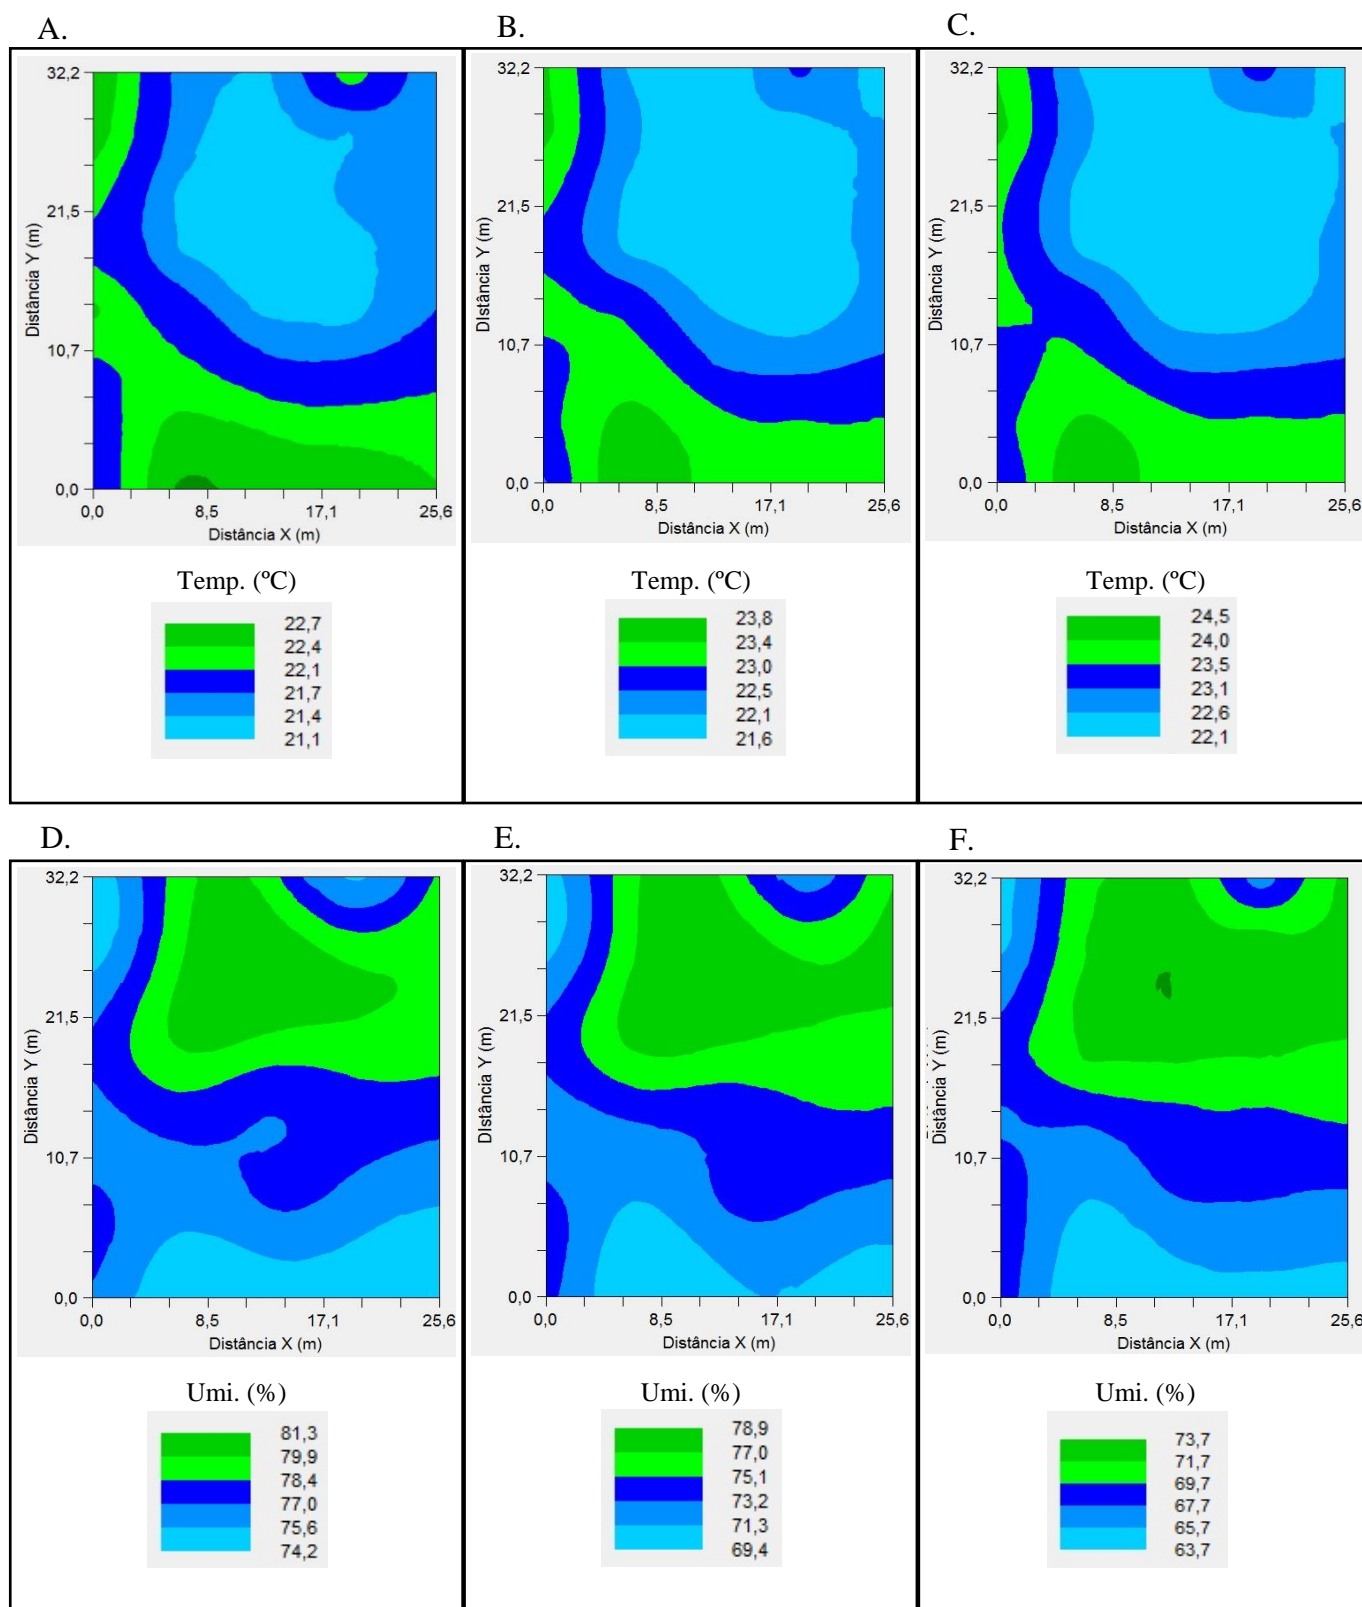 A.
B.
C.
32,2
21,5
10,7
0,0
Distância Y (m)
0,0 8,5 17,1 25,6
Distância X (m)
32,2
21,5
10,7
0,0
DIstância Y (m)
0,0 8,5 17,1 25,6
Distância X (m)
32,2
21,5
10,7
0,0
Distância Y (m)
0,0 8,5 17,1 25,6
Distância X (m)
Temp. (ºC)
22,7
22,4
22,1
21,7
21,4
21,1
Temp. (ºC)
23,8
23,4
23,0
22,5
22,1
21,6
Temp. (ºC)
24,5
24,0
23,5
23,1
22,6
22,1
D.
E.
F.
32,2
21,5
10,7
0,0
Distância Y (m)
0,0 8,5 17,1 25,6
Distância X (m)
32,2
21,5
10,7
0,0
DIstância Y (m)
0,0 8,5 17,1 25,6
Distância X (m)
32,2
21,5
10,7
0,0
Distância Y (m)
0,0 8,5 17,1 25,6
Distância X (m)
Umi. (%)
81,3
79,9
78,4
77,0
75,6
74,2
Umi. (%)
78,9
77,0
75,1
73,2
71,3
69,4
Umi. (%)
73,7
71,7
69,7
67,7
65,7
63,7